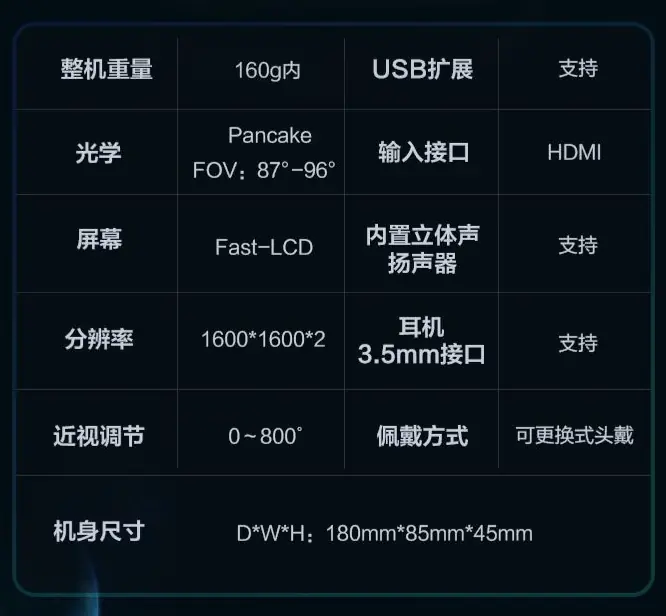 整机重量
160g内
USB扩展
支持
光学
Pancake
FOV：87°-96°
输入接口
HDMI
屏幕
Fast-LCD
内置立体声
扬声器
支持
分辨率
1600*1600*2
耳机
3.5mm接口
支持
近视调节
0~800°
佩戴方式
可更换式头戴
机身尺寸
D*W*H：180mm*85mm*45mm